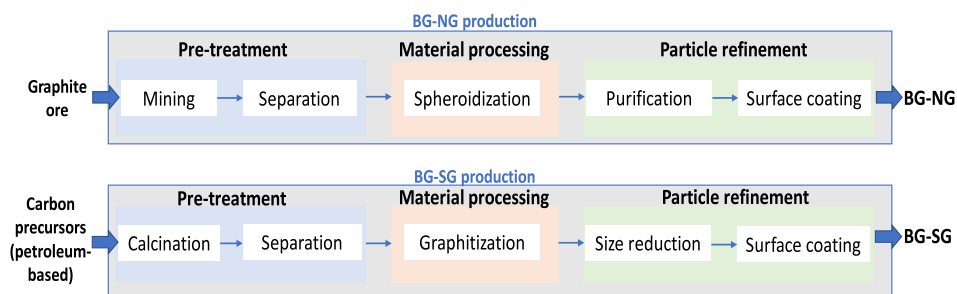 BG-NG production
Pre-treatment
Material processing
Particle refinement
Graphite
ore
Mining
Separation
Spheroidization
Purification
Surface coating
BG-NG
BG-SG production
Pre-treatment
Material processing
Particle refinement
Carbon
precursors
(petroleum-
based)
Calcination
Separation
Graphitization
Size reduction
Surface coating
BG-SG